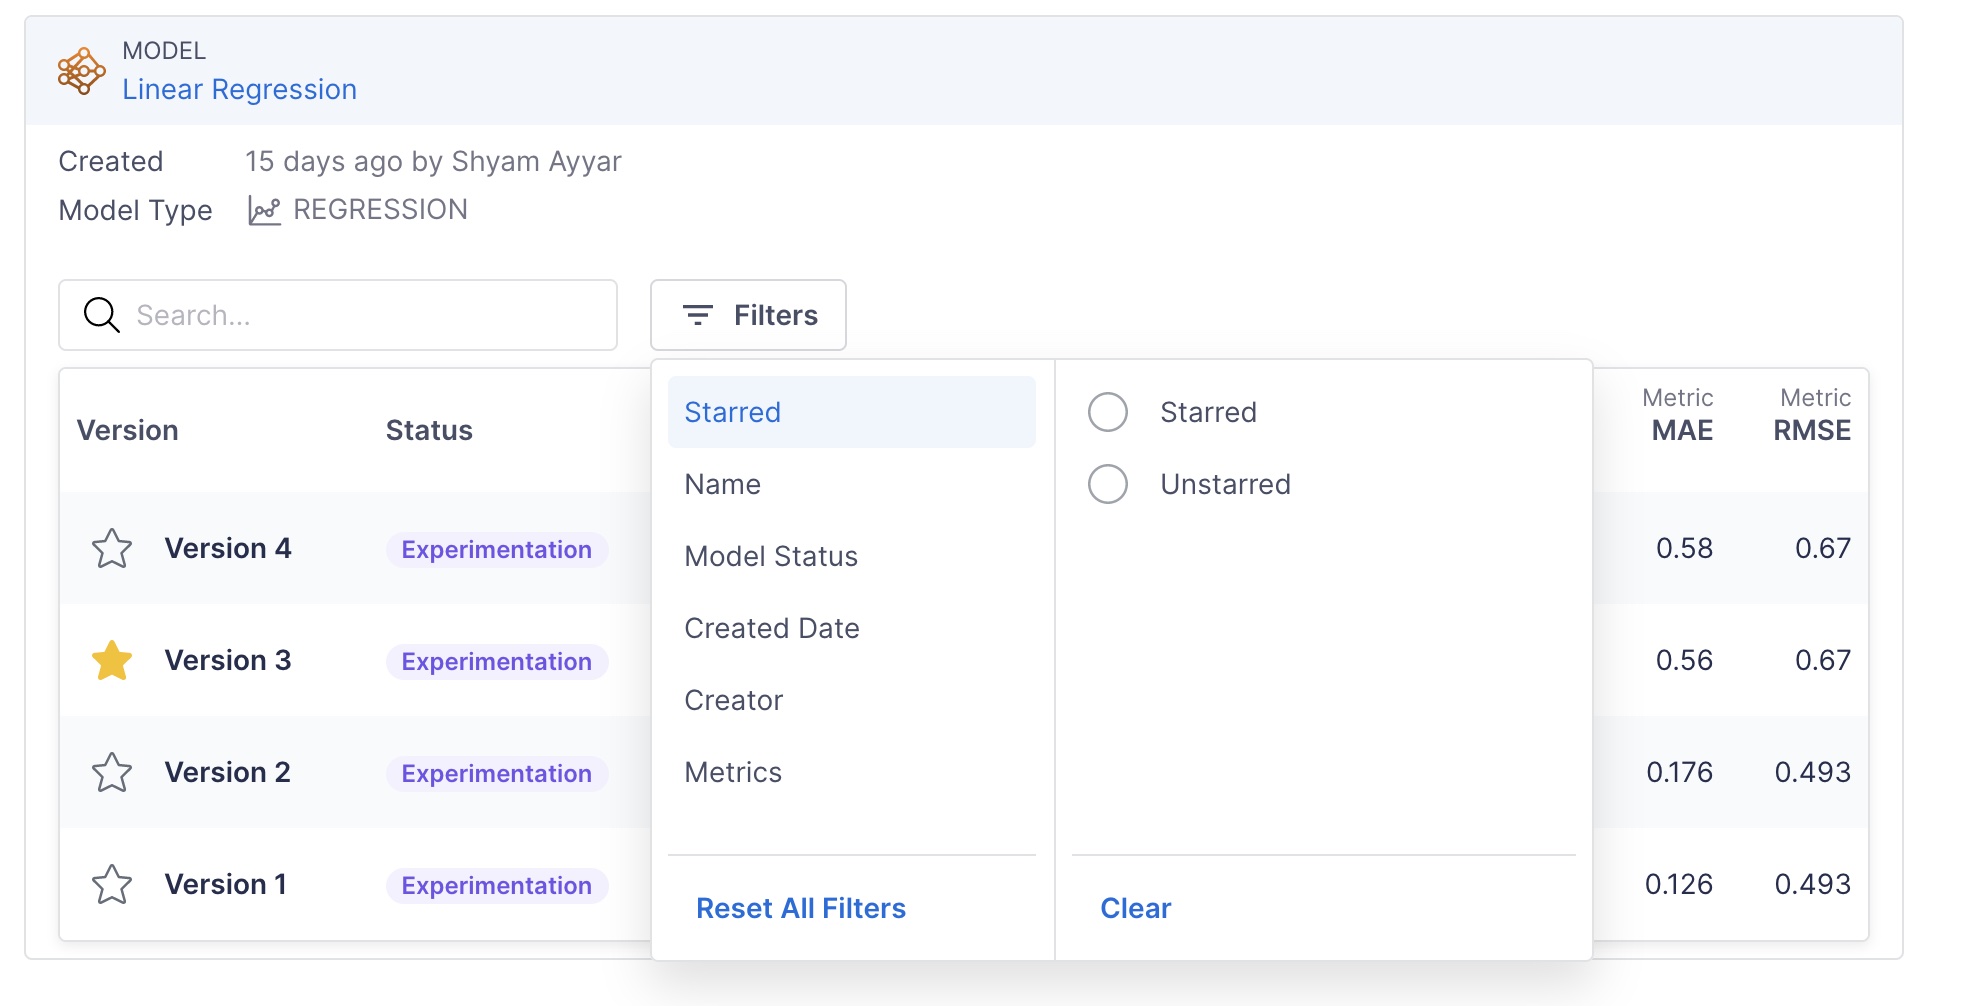 MODEL
Linear Regression
Created 15 days ago by Shyam Ayyar
Model Type REGRESSION
Search...
Filters
Version Status Metric MAE Metric RMSE
Starred
Name
Model Status
Created Date
Creator
Metrics
Reset All Filters
Starred
Unstarred
Clear
Version 4 Experimentation 0.58 0.67
Version 3 Experimentation 0.56 0.67
Version 2 Experimentation 0.176 0.493
Version 1 Experimentation 0.126 0.493